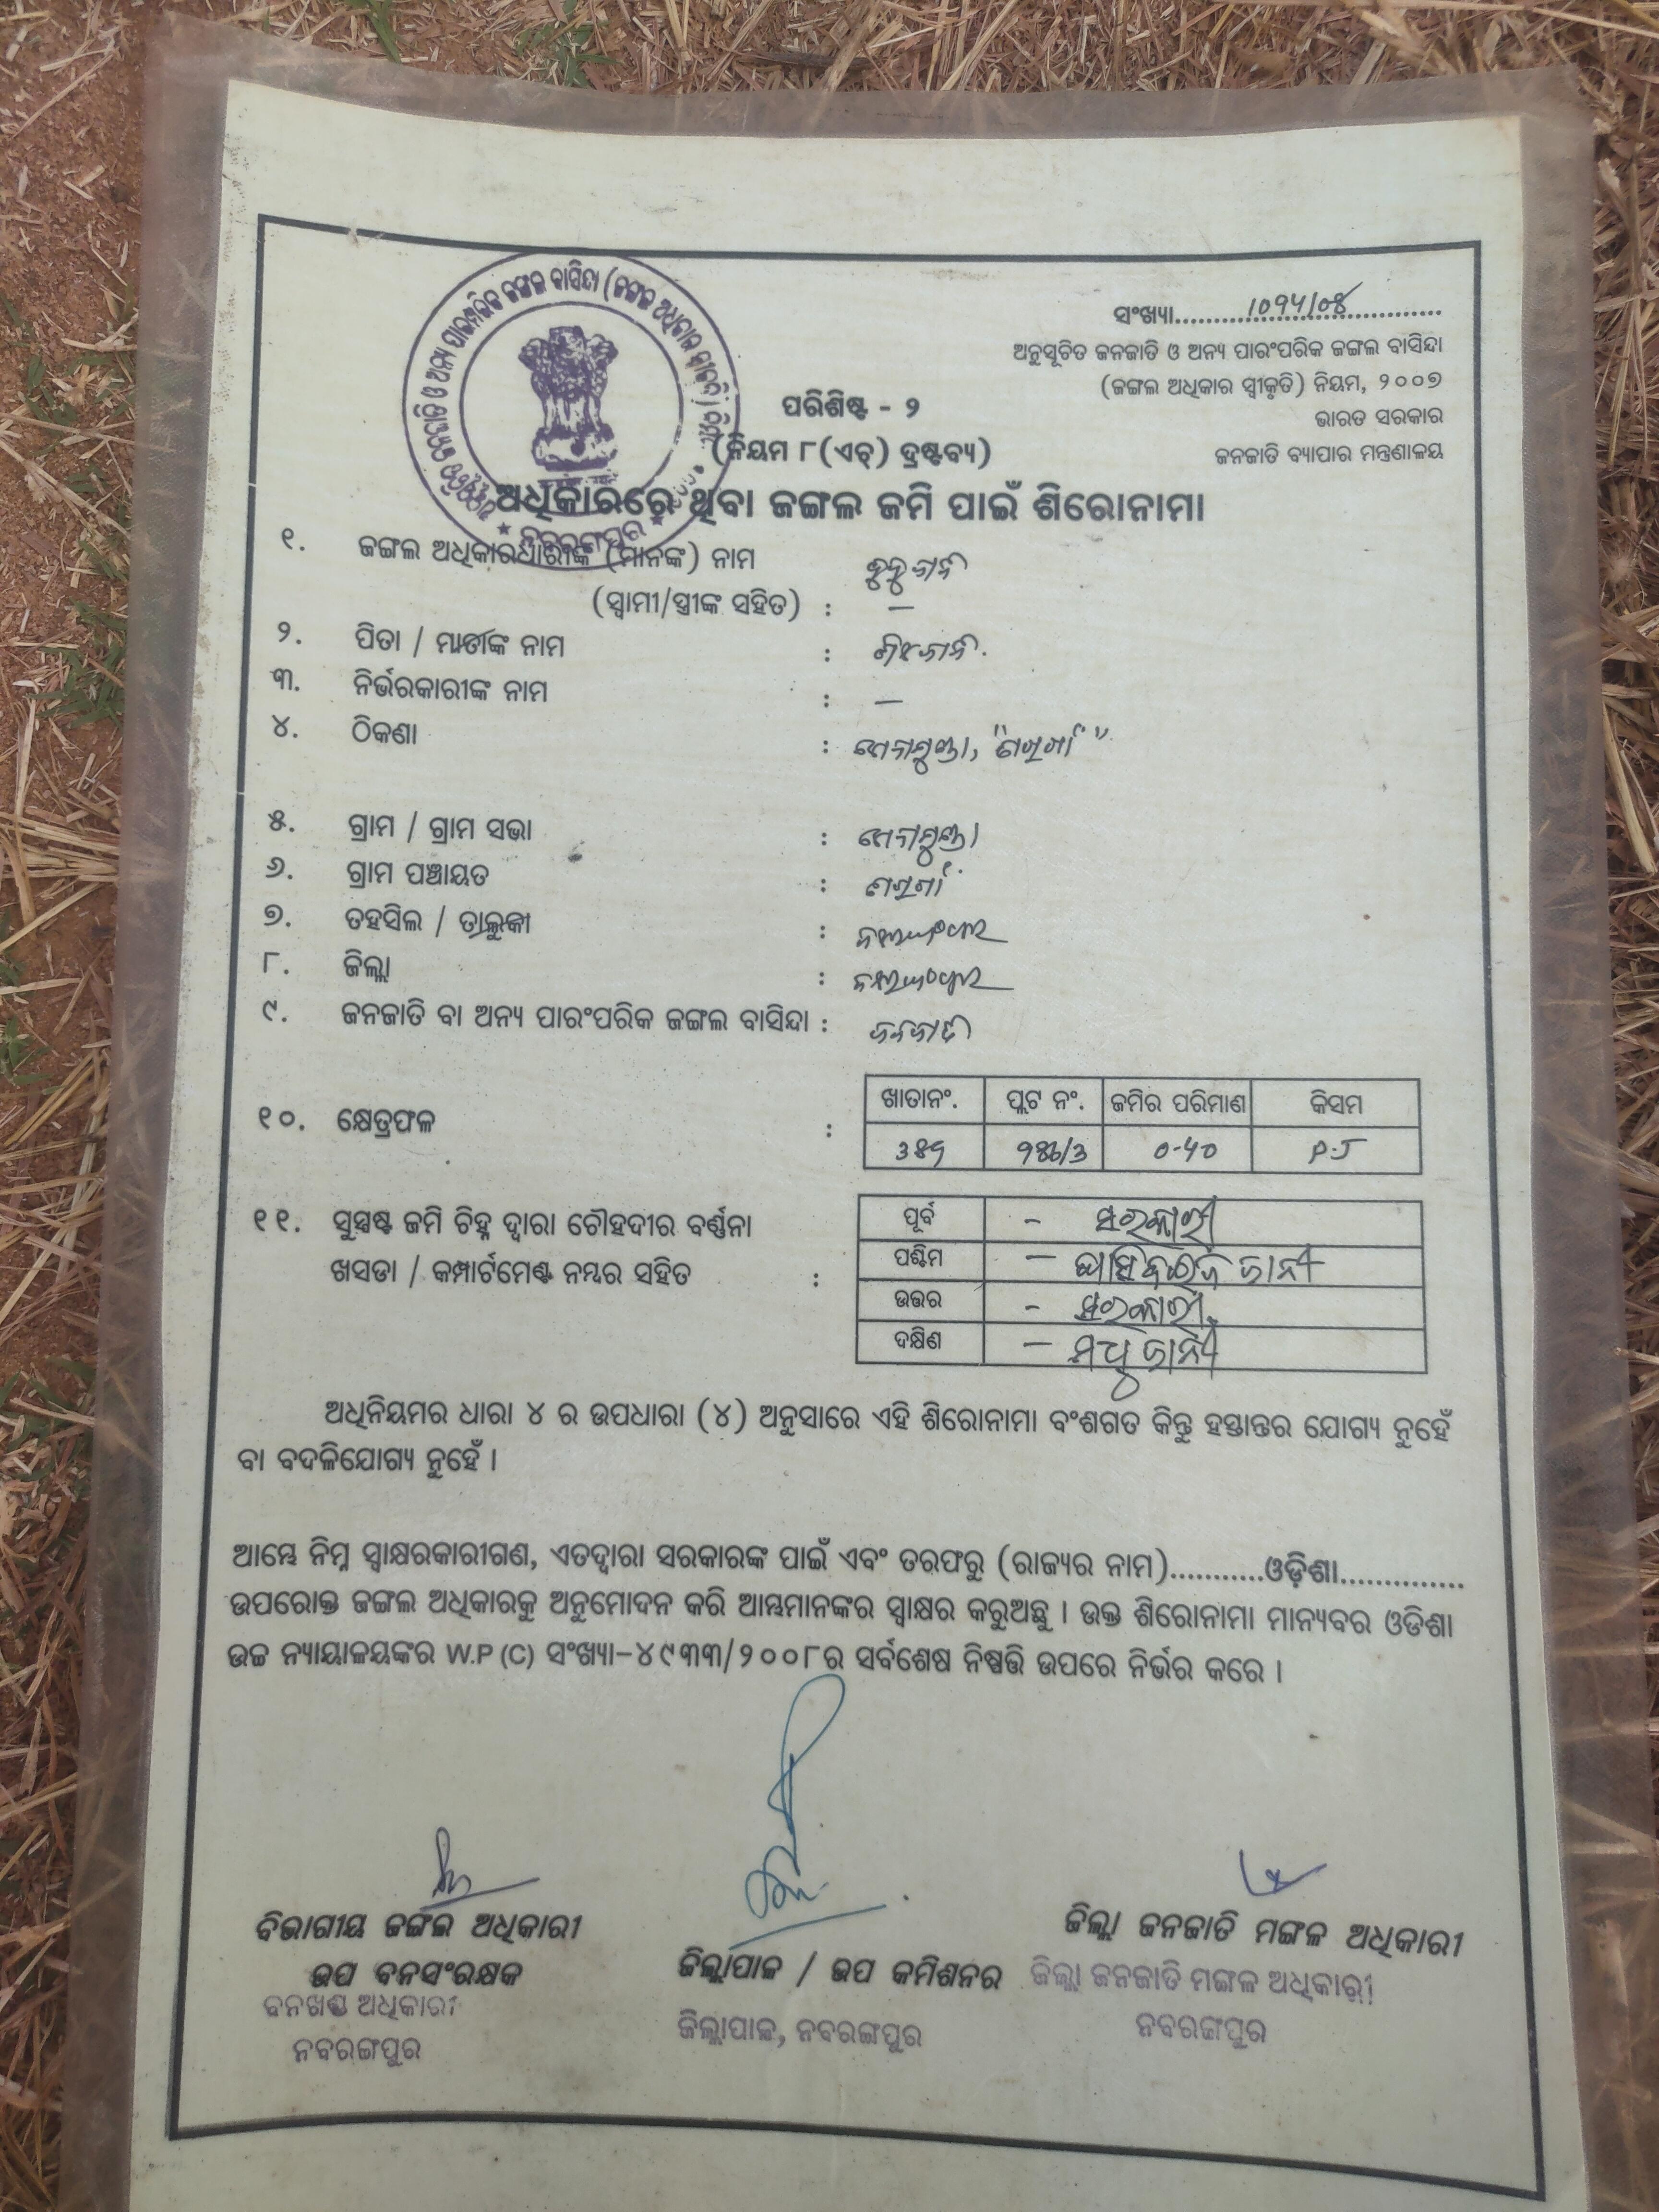 ସଂଖ୍ୟା
ଅନୁସୂଚିତ ଜନଜାତି ଓ ଅନ୍ୟ ପାରଂପରିକ ଜଙ୍ଗଲ ବାସିନ୍ଦା
(ଜଙ୍ଗଲ ଅଧିକାର ସ୍ୱୀକୃତି) ନିୟମ, ୨୦୦୭
ଭାରତ ସରକାର
ଜନଜାତି ବ୍ୟାପାର ମନ୍ତ୍ରଣାଳୟ
ପରିଶିଷ୍ଟ - ୨
(ନିୟମ ୮(ଏଚ୍) ଦ୍ରଷ୍ଟବ୍ୟ)
ଅଧିକାରରେ ଥିବା ଜଙ୍ଗଲ ଜମି ପାଇଁ ଶିରୋନାମା
୧. ଜଙ୍ଗଲ ଅଧିକାରଧାରୀଙ୍କ (ମାନଙ୍କ) ନାମ
(ସ୍ୱାମୀ/ସ୍ତ୍ରୀଙ୍କ ସହିତ) : —
୨. ପିତା / ମାତାଙ୍କ ନାମ :
୩. ନିର୍ଭରକାରୀଙ୍କ ନାମ : —
୪. ଠିକଣା :
୫. ଗ୍ରାମ / ଗ୍ରାମ ସଭା :
୬. ଗ୍ରାମ ପଞ୍ଚାୟତ :
୭. ତହସିଲ / ତାଲୁକା : ନବରଙ୍ଗପୁର
୮. ଜିଲ୍ଲା : ନବରଙ୍ଗପୁର
୯. ଜନଜାତି ବା ଅନ୍ୟ ପାରଂପରିକ ଜଙ୍ଗଲ ବାସିନ୍ଦା : ଜନଜାତି
୧୦. କ୍ଷେତ୍ରଫଳ :
ଖାତାନଂ. ପ୍ଲଟ ନଂ. ଜମିର ପରିମାଣ କିସମ
P.J
୧୧. ସୁସ୍ପଷ୍ଟ ଜମି ଚିହ୍ନ ଦ୍ୱାରା ଚୌହଦୀର ବର୍ଣ୍ଣନା
ଖସଡା / କମ୍ପାର୍ଟମେଣ୍ଟ ନମ୍ବର ସହିତ :
ପୂର୍ବ - ସରକାରୀ
ପଶ୍ଚିମ — ଜାନୀ
ଉତ୍ତର - ସରକାରୀ
ଦକ୍ଷିଣ — ମଧୁ ଜାନୀ
ଅଧିନିୟମର ଧାରା ୪ ର ଉପଧାରା (୪) ଅନୁସାରେ ଏହି ଶିରୋନାମା ବଂଶଗତ କିନ୍ତୁ ହସ୍ତାନ୍ତର ଯୋଗ୍ୟ ନୁହେଁ
ବା ବଦଳିଯୋଗ୍ୟ ନୁହେଁ ।
ଆମ୍ଭେ ନିମ୍ନ ସ୍ୱାକ୍ଷରକାରୀଗଣ, ଏତଦ୍ୱାରା ସରକାରଙ୍କ ପାଇଁ ଏବଂ ତରଫରୁ (ରାଜ୍ୟର ନାମ)...........ଓଡ଼ିଶା..............
ଉପରୋକ୍ତ ଜଙ୍ଗଲ ଅଧିକାରକୁ ଅନୁମୋଦନ କରି ଆମ୍ଭମାନଙ୍କର ସ୍ୱାକ୍ଷର କରୁଅଛୁ । ଉକ୍ତ ଶିରୋନାମା ମାନ୍ୟବର ଓଡିଶା
ଉଚ୍ଚ ନ୍ୟାୟାଳୟଙ୍କର W.P (C) ସଂଖ୍ୟା-୪୯୩୩/୨୦୦୮ର ସର୍ବଶେଷ ନିଷ୍ପତ୍ତି ଉପରେ ନିର୍ଭର କରେ ।
ବିଭାଗୀୟ ଜଙ୍ଗଲ ଅଧିକାରୀ
ଉପ ବନସଂରକ୍ଷକ
ବନଖଣ୍ଡ ଅଧିକାରୀ
ନବରଙ୍ଗପୁର
ଜିଲ୍ଲାପାଳ / ଉପ କମିଶନର
ଜିଲ୍ଲାପାଳ, ନବରଙ୍ଗପୁର
ଜିଲ୍ଲା ଜନଜାତି ମଙ୍ଗଳ ଅଧିକାରୀ
ଜିଲ୍ଲା ଜନଜାତି ମଙ୍ଗଳ ଅଧିକାରୀ
ନବରଙ୍ଗପୁର